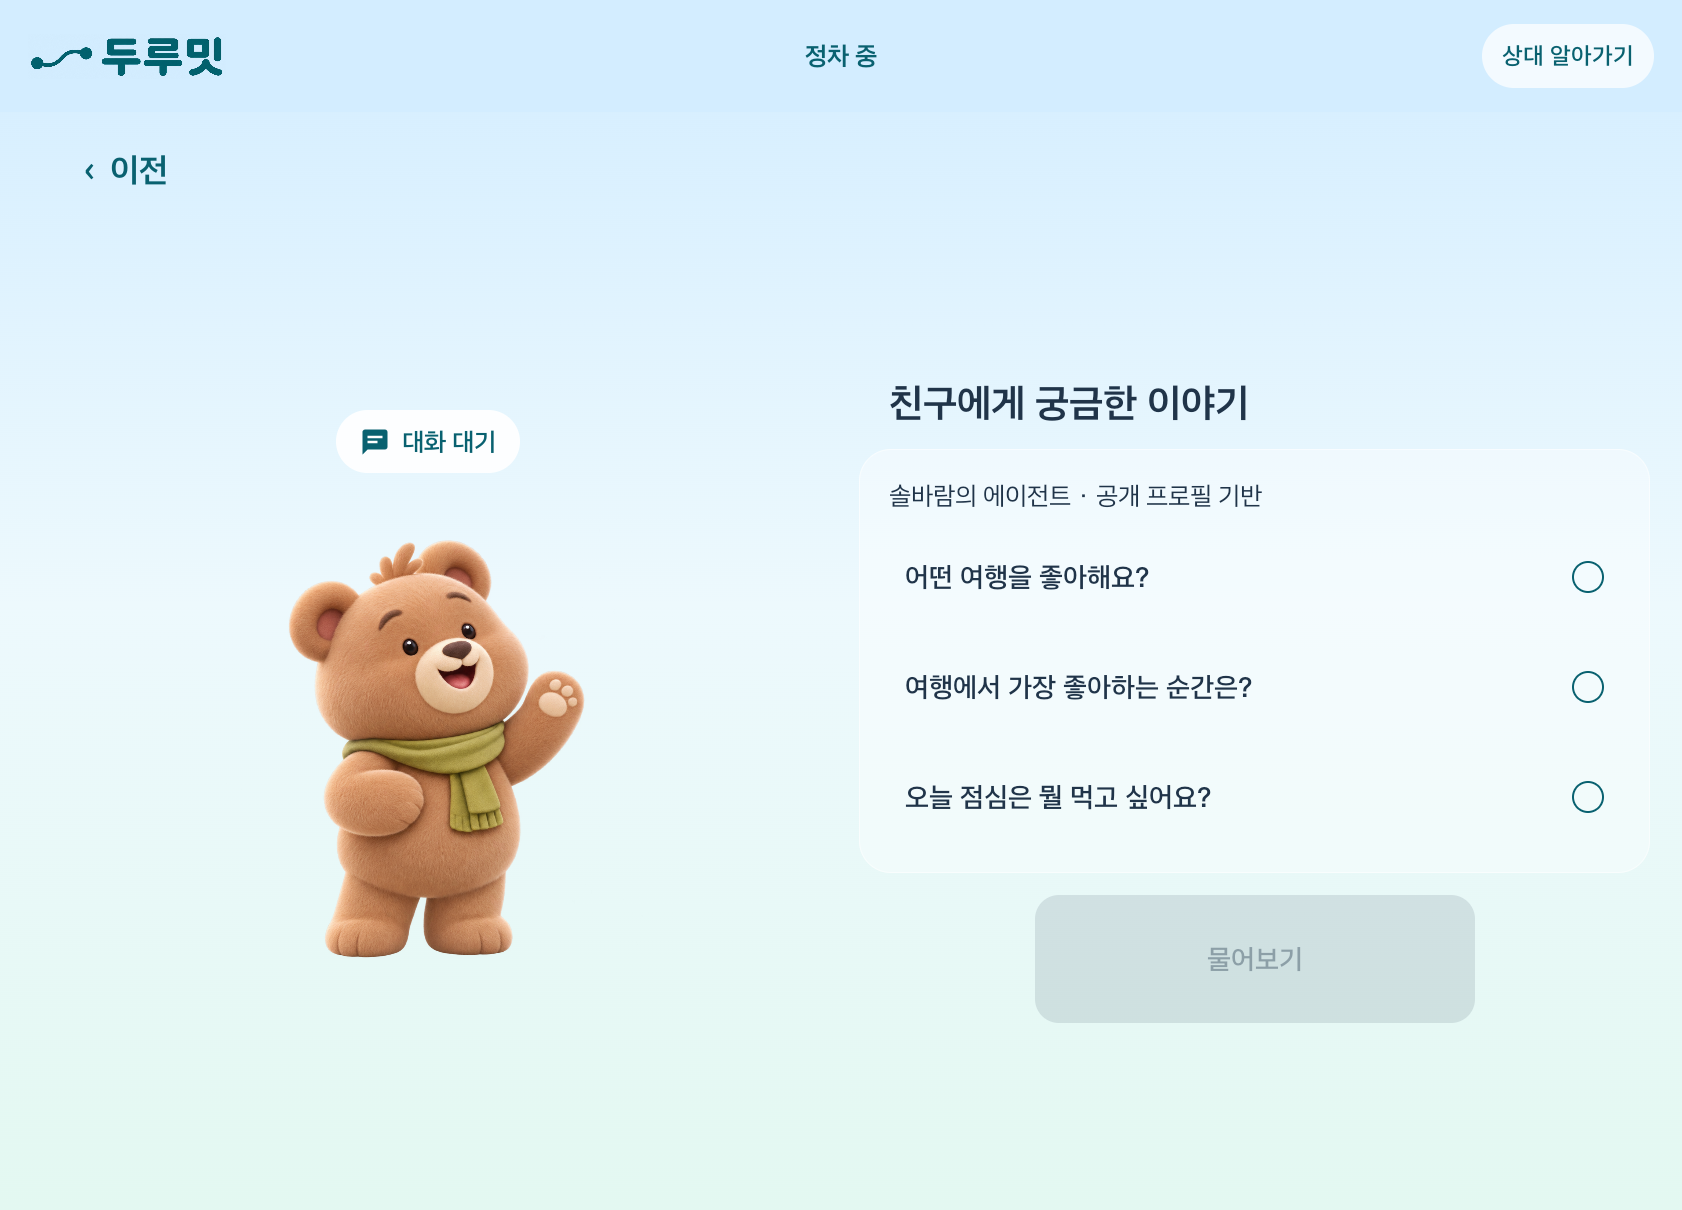 두루밋
정차 중
상대 알아가기
이전
대화 대기
친구에게 궁금한 이야기
솔바람의 에이전트 · 공개 프로필 기반
어떤 여행을 좋아해요?
여행에서 가장 좋아하는 순간은?
오늘 점심은 뭘 먹고 싶어요?
물어보기